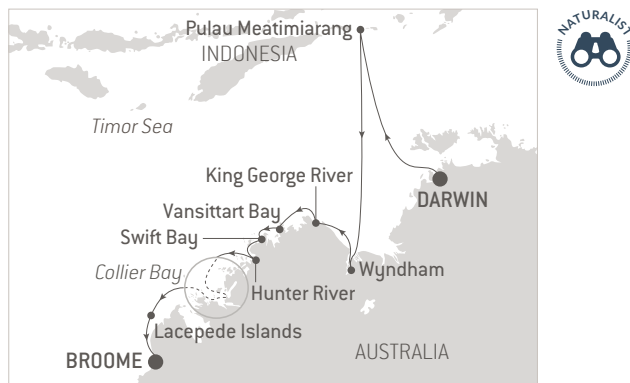 Pulau Meatimiarang
INDONESIA
NATURALIST
Timor Sea
King George River
DARWIN
Vansittart Bay
Swift Bay
Collier Bay
Wyndham
Hunter River
Lacepede Islands
AUSTRALIA
BROOME